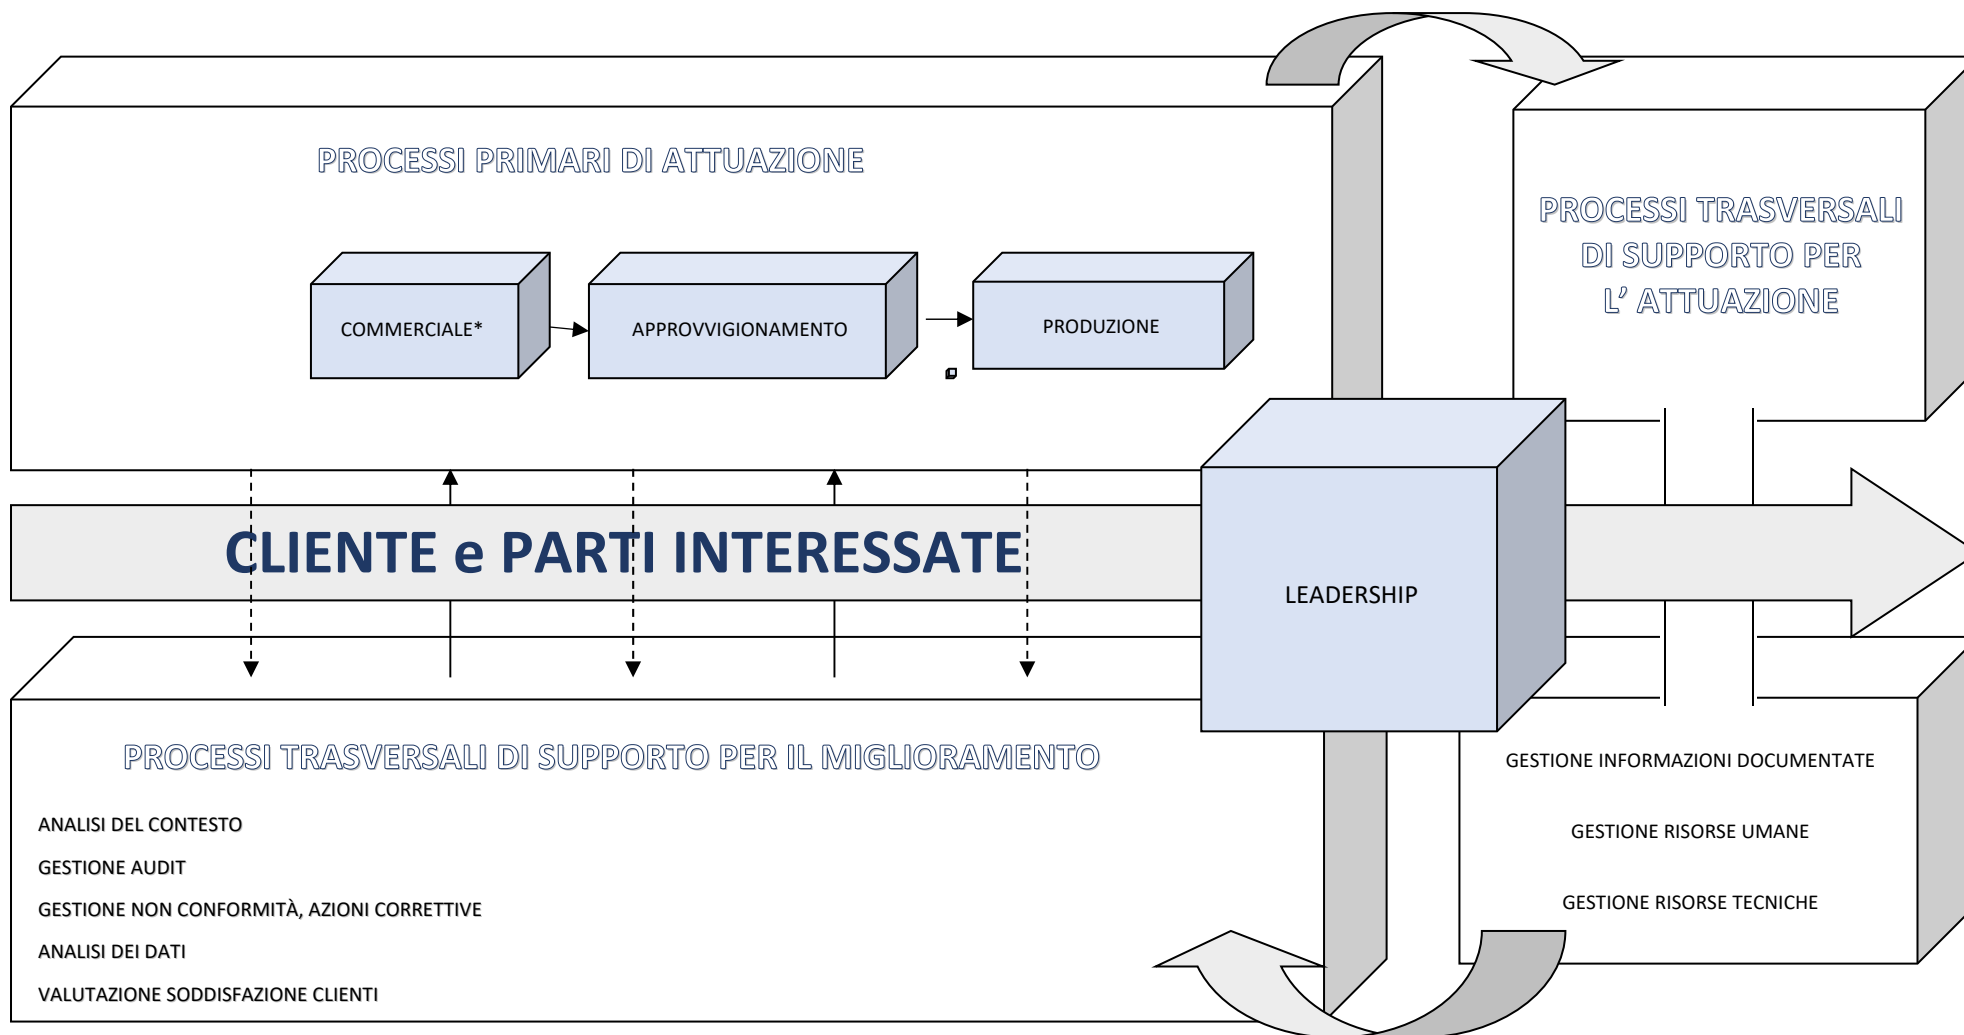 PROCESSI PRIMARI DI ATTUAZIONE
COMMERCIALE*
APPROVVIGIONAMENTO
PRODUZIONE
PROCESSI TRASVERSALI
DI SUPPORTO PER
L’ ATTUAZIONE
CLIENTE e PARTI INTERESSATE
LEADERSHIP
PROCESSI TRASVERSALI DI SUPPORTO PER IL MIGLIORAMENTO
ANALISI DEL CONTESTO
GESTIONE AUDIT
GESTIONE NON CONFORMITÀ, AZIONI CORRETTIVE
ANALISI DEI DATI
VALUTAZIONE SODDISFAZIONE CLIENTI
GESTIONE INFORMAZIONI DOCUMENTATE
GESTIONE RISORSE UMANE
GESTIONE RISORSE TECNICHE